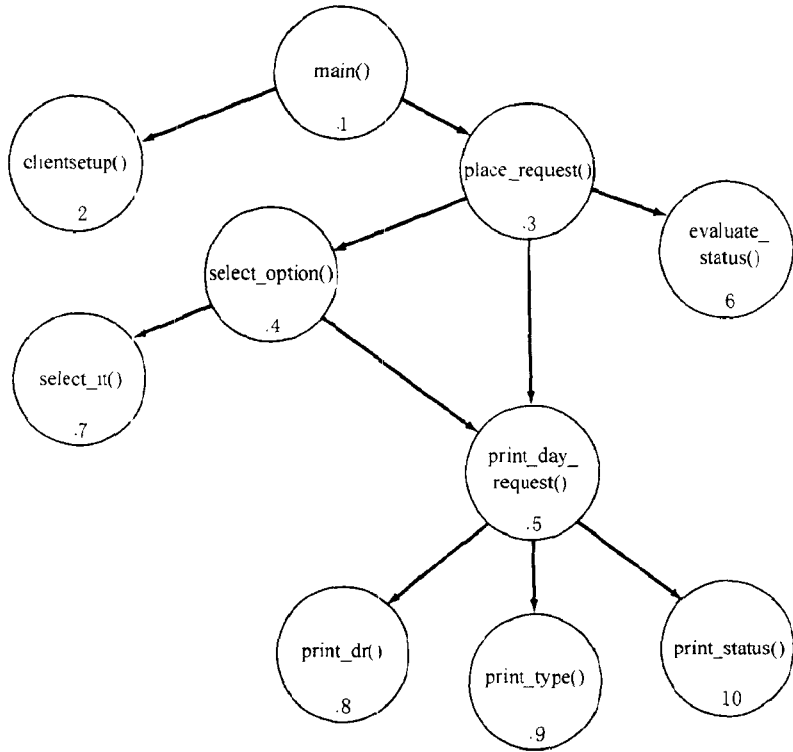 main()
.1
clientsetup()
2
place_request()
.3
evaluate_
status()
6
select_option()
.4
select_it()
.7
print_day_
request()
.5
print_dr()
.8
print_type()
.9
print_status()
10